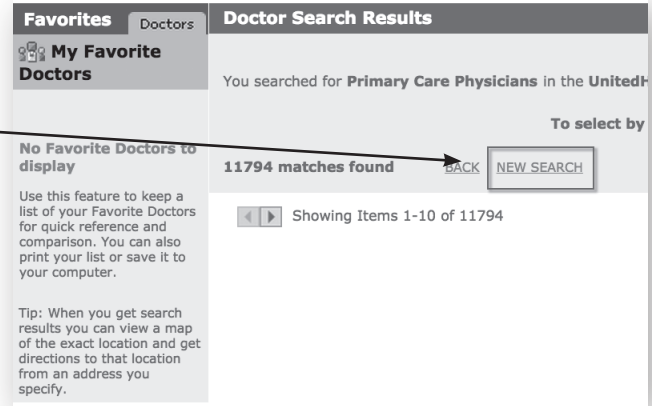 Favorites Doctors
My Favorite
Doctors
No Favorite Doctors to
display
Use this feature to keep a
list of your Favorite Doctors
for quick reference and
comparison. You can also
print your list or save it to
your computer.
Tip: When you get search
results you can view a map
of the exact location and get
directions to that location
from an address you
specify.
Doctor Search Results
You searched for Primary Care Physicians in the UnitedH
To select by
11794 matches found BACK NEW SEARCH
Showing Items 1-10 of 11794